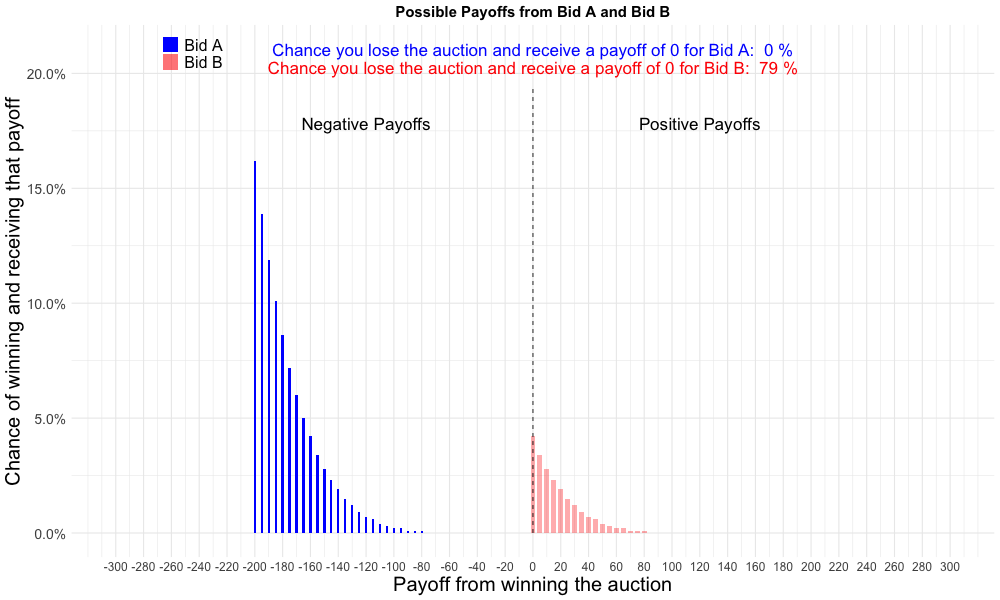 Possible Payoffs from Bid A and Bid B
Bid A
Bid B
Chance you lose the auction and receive a payoff of 0 for Bid A:  0 %
Chance you lose the auction and receive a payoff of 0 for Bid B:  79 %
Negative Payoffs
Positive Payoffs
Chance of winning and receiving that payoff
20.0%
15.0%
10.0%
5.0%
0.0%
-300 -280 -260 -240 -220 -200 -180 -160 -140 -120 -100 -80 -60 -40 -20 0 20 40 60 80 100 120 140 160 180 200 220 240 260 280 300
Payoff from winning the auction